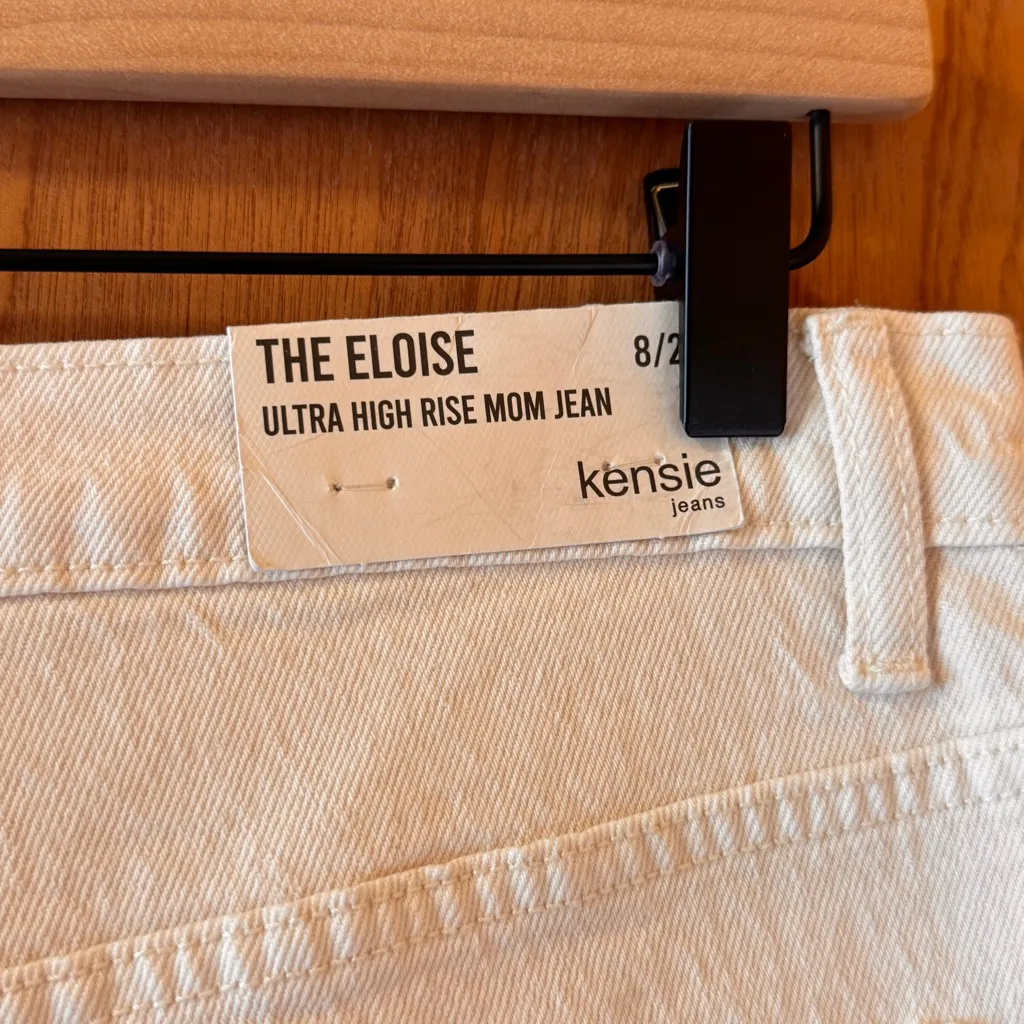 THE ELOISE 8/2
ULTRA HIGH RISE MOM JEAN
kensie
jeans